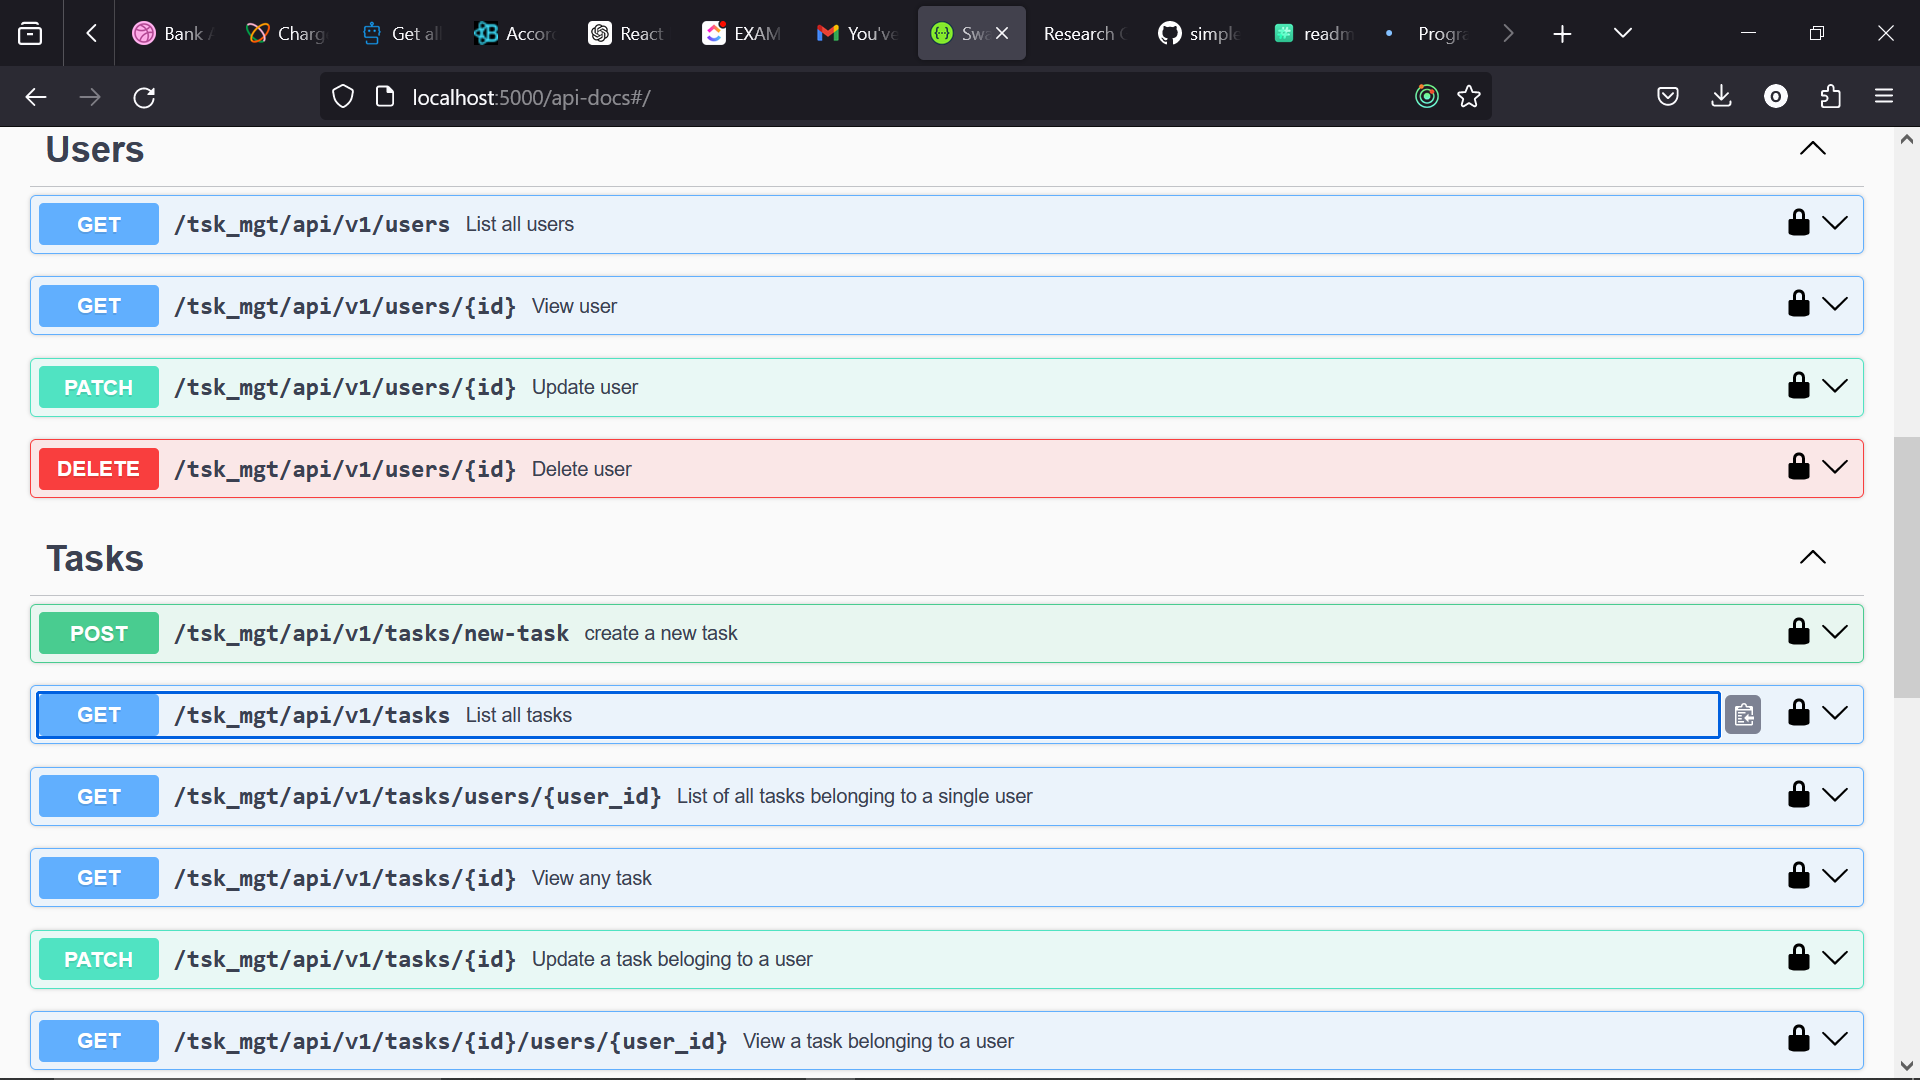 Bank
Charg
Get all
Accor
React
EXAM
You've
Swa
Research
simple
readm
Progra
localhost:5000/api-docs#/
Users
GET /tsk_mgt/api/v1/users List all users
GET /tsk_mgt/api/v1/users/{id} View user
PATCH /tsk_mgt/api/v1/users/{id} Update user
DELETE /tsk_mgt/api/v1/users/{id} Delete user
Tasks
POST /tsk_mgt/api/v1/tasks/new-task create a new task
GET /tsk_mgt/api/v1/tasks List all tasks
GET /tsk_mgt/api/v1/tasks/users/{user_id} List of all tasks belonging to a single user
GET /tsk_mgt/api/v1/tasks/{id} View any task
PATCH /tsk_mgt/api/v1/tasks/{id} Update a task beloging to a user
GET /tsk_mgt/api/v1/tasks/{id}/users/{user_id} View a task belonging to a user